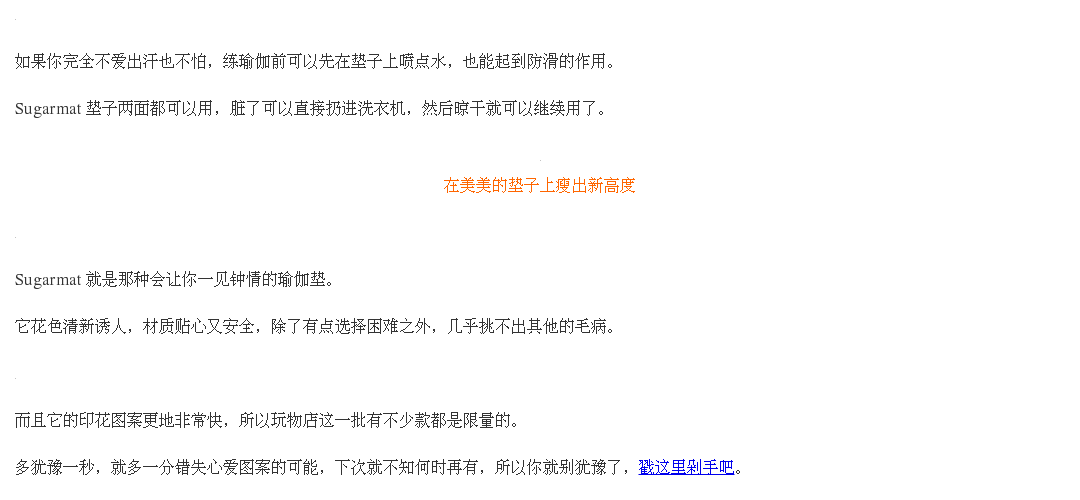 如果你完全不爱出汗也不怕，练瑜伽前可以先在垫子上喷点水，也能起到防滑的作用。
Sugarmat 垫子两面都可以用，脏了可以直接扔进洗衣机，然后晾干就可以继续用了。
在美美的垫子上瘦出新高度
Sugarmat 就是那种会让你一见钟情的瑜伽垫。
它花色清新诱人，材质贴心又安全，除了有点选择困难之外，几乎挑不出其他的毛病。
而且它的印花图案更地非常快，所以玩物店这一批有不少款都是限量的。
多犹豫一秒，就多一分错失心爱图案的可能，下次就不知何时再有，所以你就别犹豫了，戳这里剁手吧。